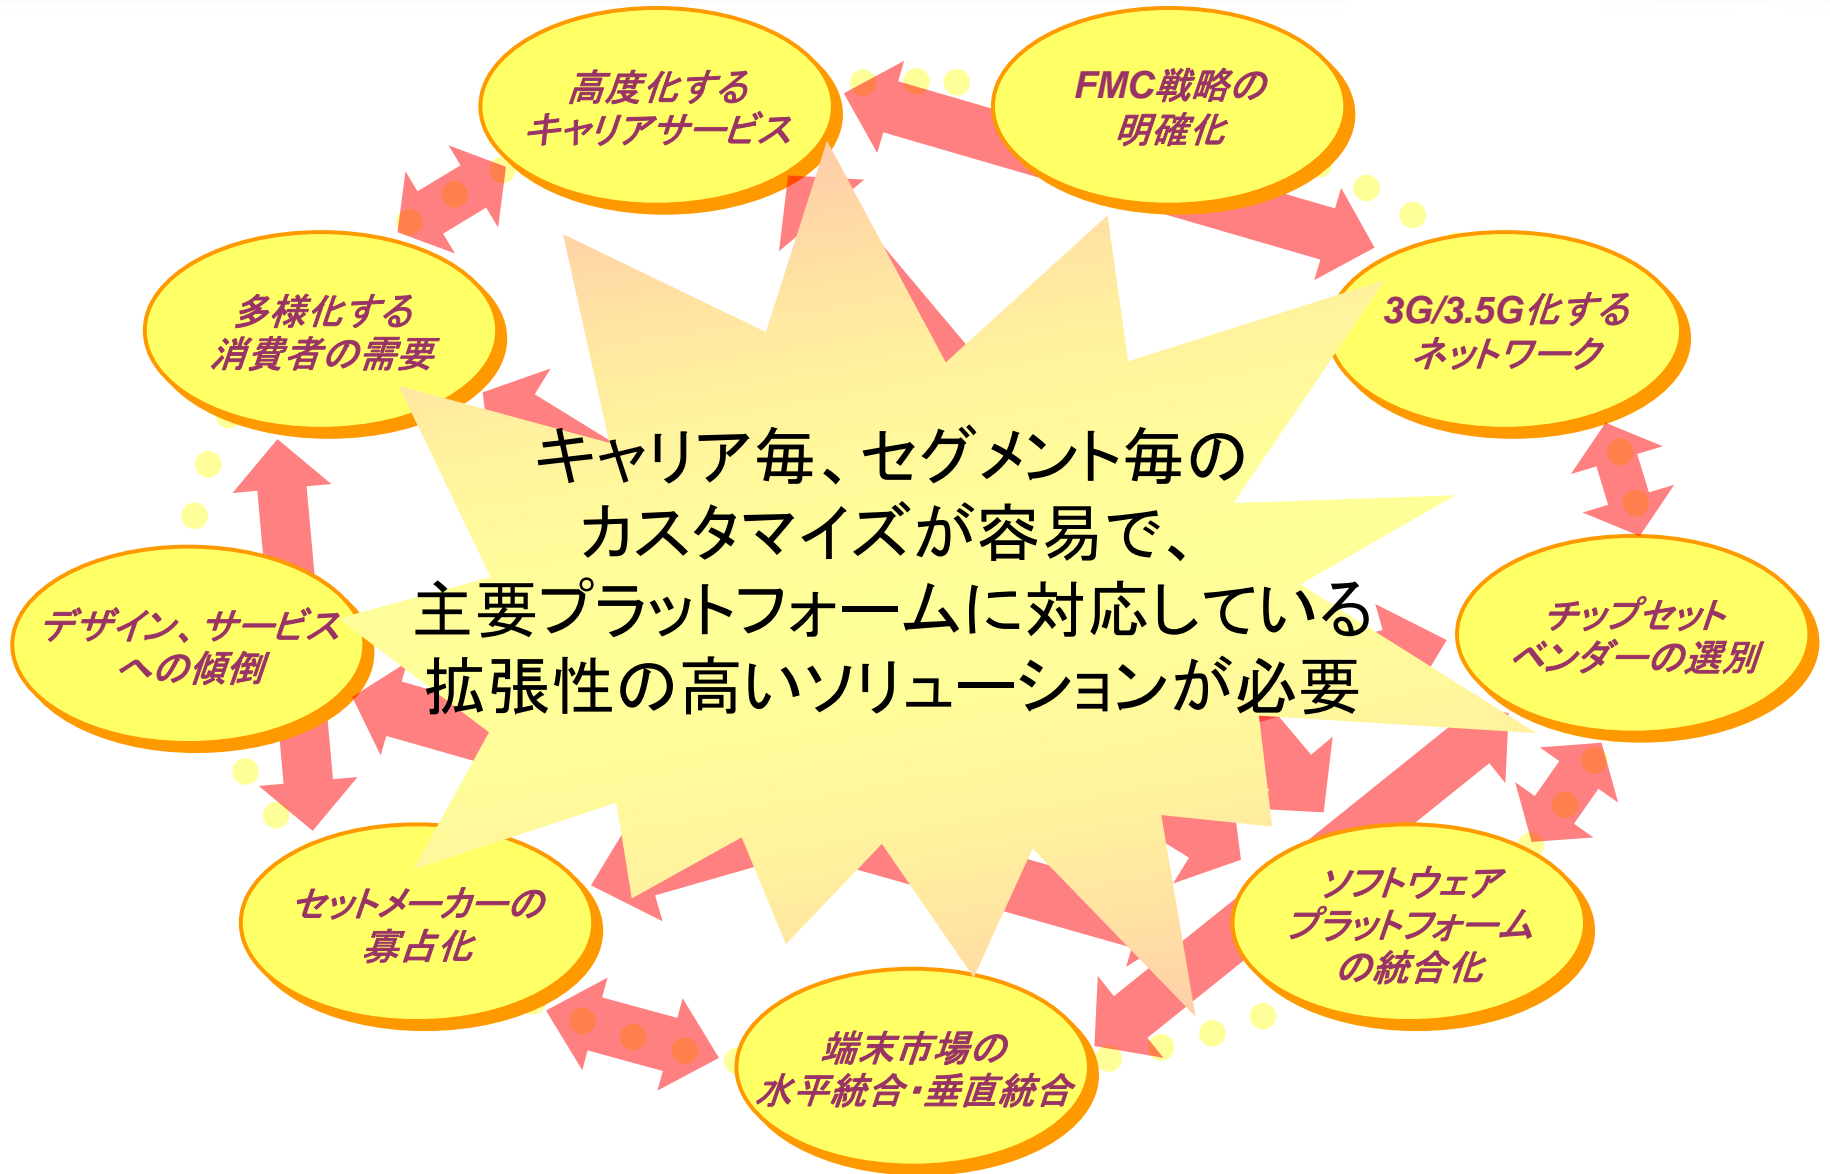 高度化する
キャリアサービス
FMC戦略の
明確化
多様化する
消費者の需要
3G/3.5G化する
ネットワーク
キャリア毎、セグメント毎の
カスタマイズが容易で、
主要プラットフォームに対応している
拡張性の高いソリューションが必要
デザイン、サービス
への傾倒
チップセット
ベンダーの選別
セットメーカーの
寡占化
ソフトウェア
プラットフォーム
の統合化
端末市場の
水平統合・垂直統合